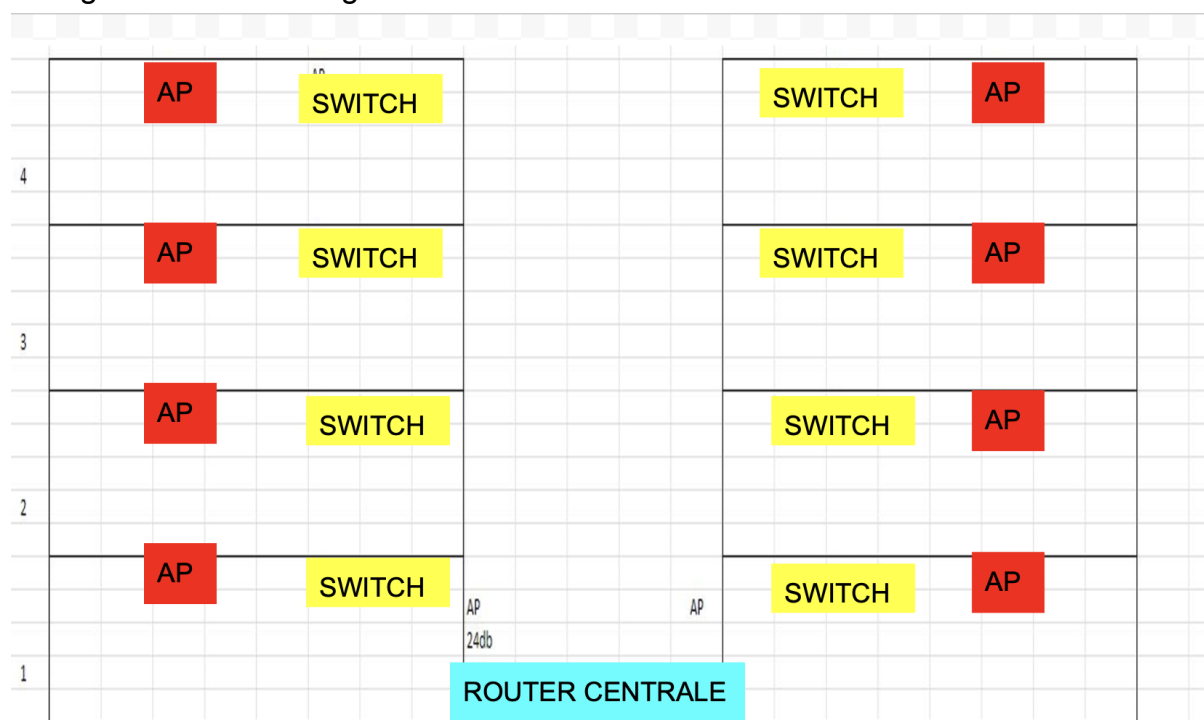 AP SWITCH SWITCH AP
4
AP SWITCH SWITCH AP
3
AP SWITCH SWITCH AP
2
AP SWITCH SWITCH AP
AP AP
24db
1
ROUTER CENTRALE